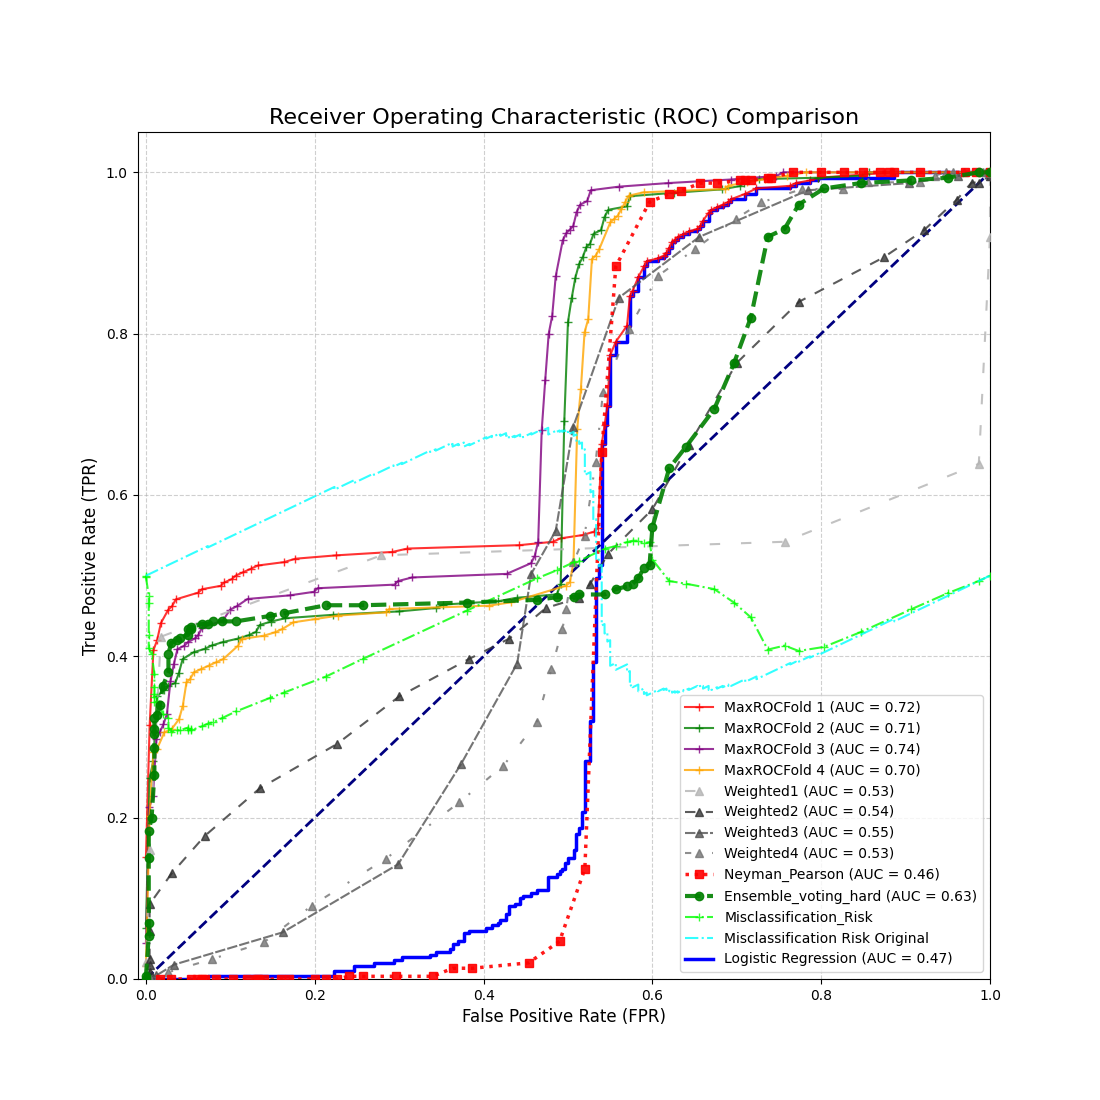 Receiver Operating Characteristic (ROC) Comparison
True Positive Rate (TPR)
1.0
0.8
0.6
0.4
0.2
0.0
MaxROCFold 1 (AUC = 0.72)
MaxROCFold 2 (AUC = 0.71)
MaxROCFold 3 (AUC = 0.74)
MaxROCFold 4 (AUC = 0.70)
Weighted1 (AUC = 0.53)
Weighted2 (AUC = 0.54)
Weighted3 (AUC = 0.55)
Weighted4 (AUC = 0.53)
Neyman_Pearson (AUC = 0.46)
Ensemble_voting_hard (AUC = 0.63)
Misclassification_Risk
Misclassification Risk Original
Logistic Regression (AUC = 0.47)
0.0 0.2 0.4 0.6 0.8 1.0
False Positive Rate (FPR)